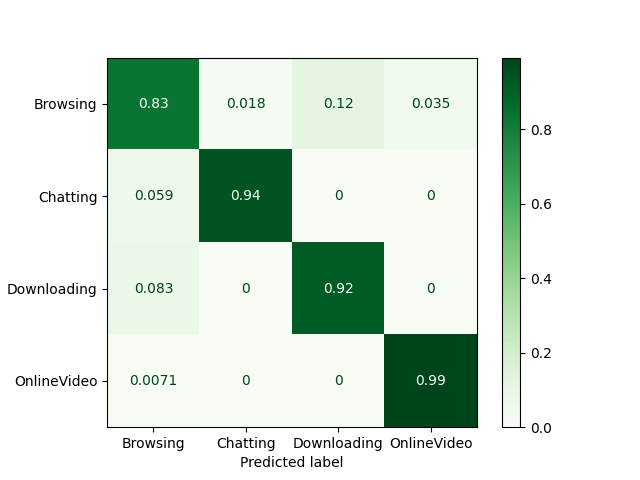 Browsing 0.83 0.018 0.12 0.035
Chatting 0.059 0.94 0 0
Downloading 0.083 0 0.92 0
OnlineVideo 0.0071 0 0 0.99
Browsing Chatting Downloading OnlineVideo
Predicted label
0.8
0.6
0.4
0.2
0.0